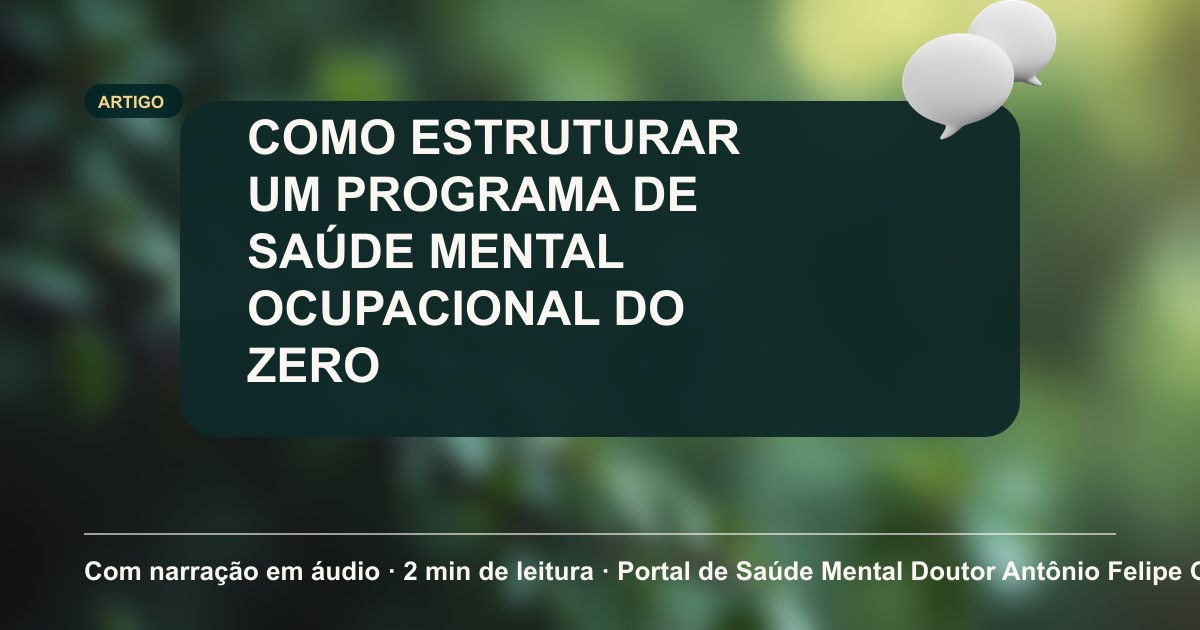 ARTIGO
COMO ESTRUTURAR
UM PROGRAMA DE
SAÚDE MENTAL
OCUPACIONAL DO
ZERO
Com narração em áudio · 2 min de leitura · Portal de Saúde Mental Doutor Antônio Felipe